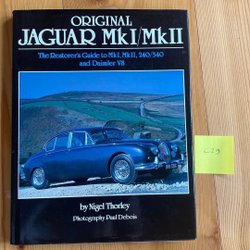 ORIGINAL
JAGUAR MkI/MkII
The Restorer's Guide to MkI, MkII, 240/340
and Daimler V8
by Nigel Thorley
Photography Paul Debois